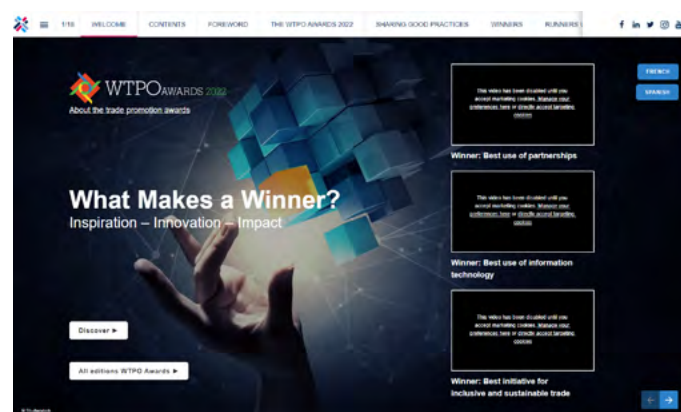 1/18 WELCOME CONTENTS FOREWORD THE WTPO AWARDS 2022 SHARING GOOD PRACTICES WINNERS RUNNERS
FRENCH
SPANISH
WTPO AWARDS 2022
About the trade promotion awards
What Makes a Winner?
Inspiration – Innovation – Impact
Discover ►
All editions WTPO Awards ►
This video has been disabled until you
accept marketing cookies. Manage your
preferences here or directly accept targeting
cookies
Winner: Best use of partnerships
This video has been disabled until you
accept marketing cookies. Manage your
preferences here or directly accept targeting
cookies
Winner: Best use of information
technology
This video has been disabled until you
accept marketing cookies. Manage your
preferences here or directly accept targeting
cookies
Winner: Best initiative for
inclusive and sustainable trade